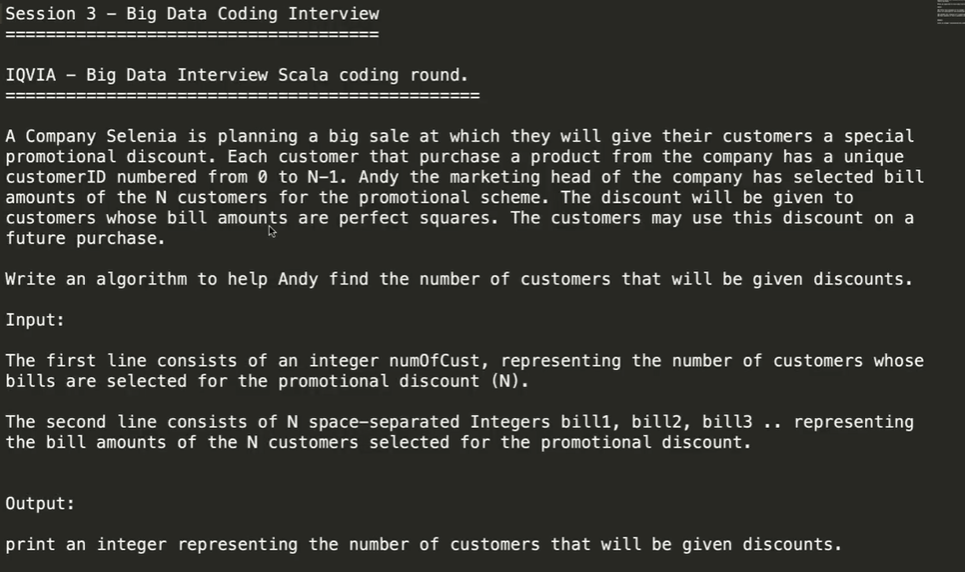 Session 3 - Big Data Coding Interview
=====================================
IQVIA - Big Data Interview Scala coding round.
===============================================
A Company Selenia is planning a big sale at which they will give their customers a special
promotional discount. Each customer that purchase a product from the company has a unique
customerID numbered from 0 to N-1. Andy the marketing head of the company has selected bill
amounts of the N customers for the promotional scheme. The discount will be given to
customers whose bill amounts are perfect squares. The customers may use this discount on a
future purchase.
Write an algorithm to help Andy find the number of customers that will be given discounts.
Input:
The first line consists of an integer numOfCust, representing the number of customers whose
bills are selected for the promotional discount (N).
The second line consists of N space-separated Integers bill1, bill2, bill3 .. representing
the bill amounts of the N customers selected for the promotional discount.
Output:
print an integer representing the number of customers that will be given discounts.